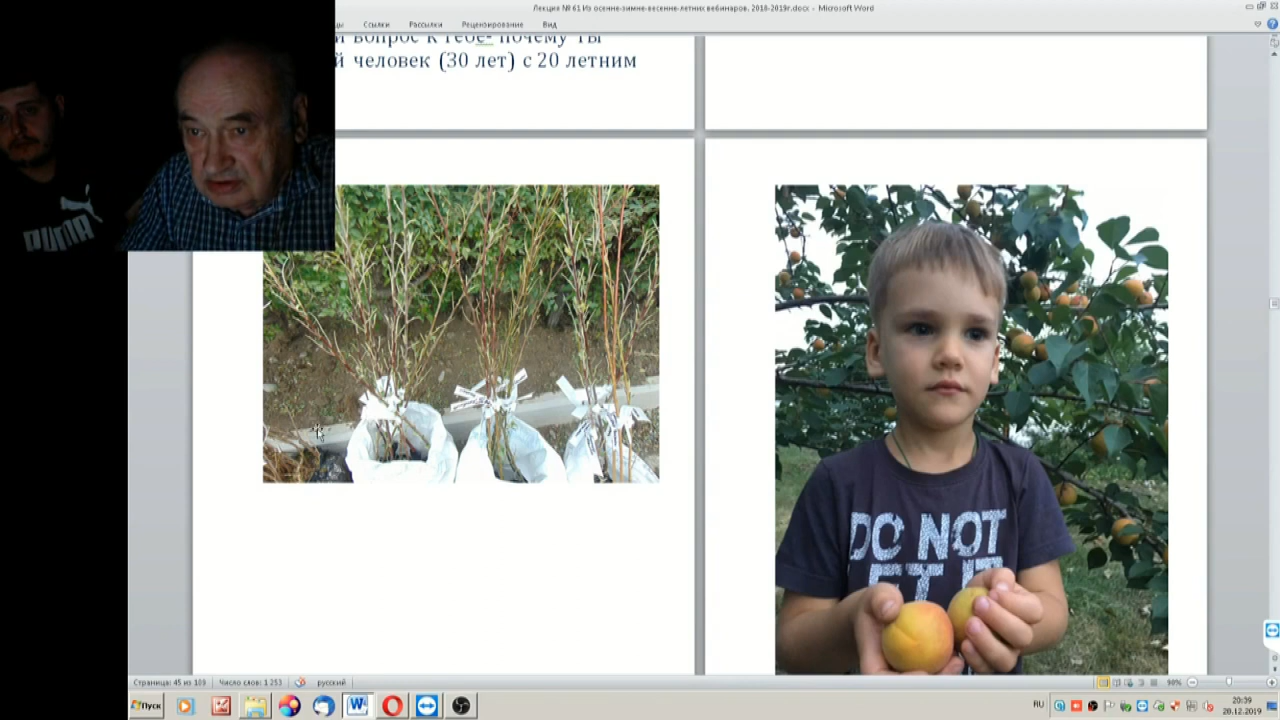 Лекция № 61 Из осенне-зимне-весенне-летних вебинаров, 2018-2019г.docx - Microsoft Word
Ссылки Рассылки Рецензирование Вид
вопрос к тебе- почему ты
й человек (30 лет) с 20 летним
PUMA
DO NOT
Страница: 45 из 109 Число слов: 1 253 русский
98%
Пуск
RU
20:39
20.12.2019